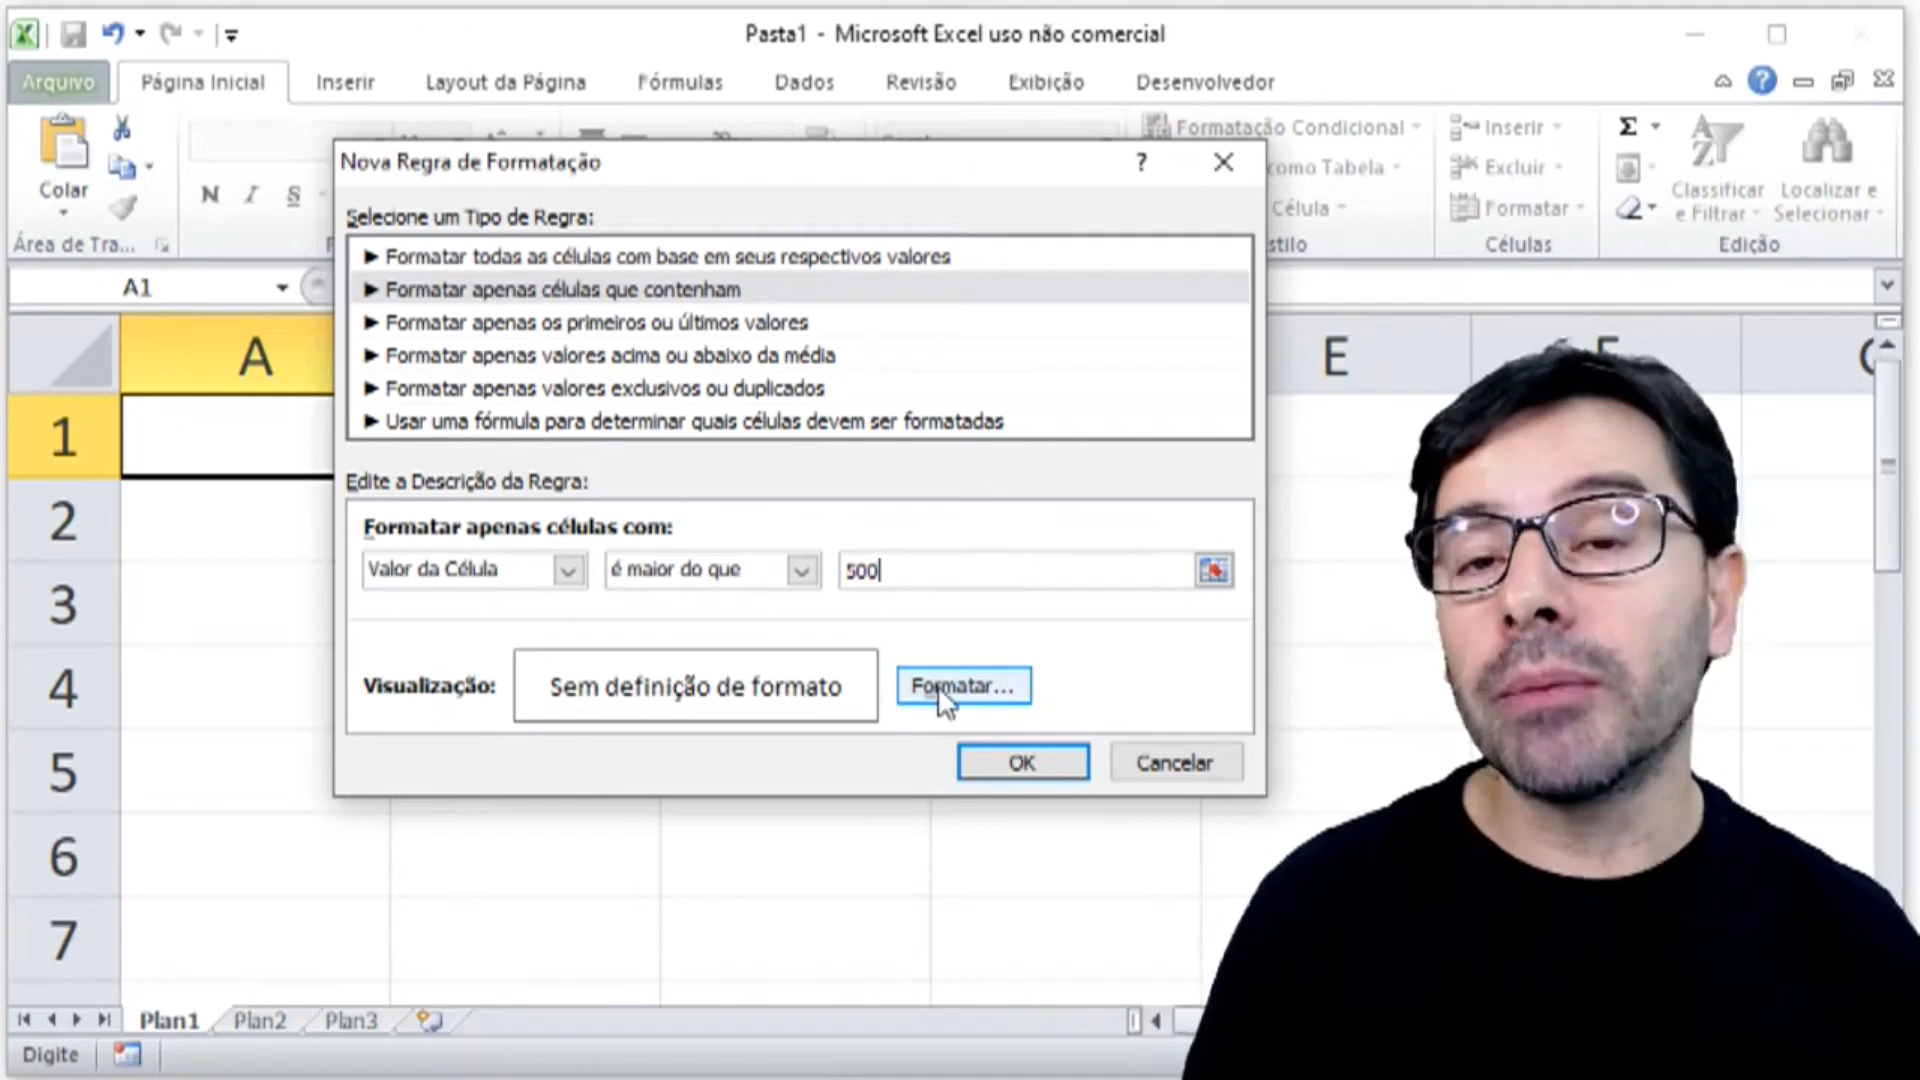 Pasta1 - Microsoft Excel uso não comercial
Arquivo Página Inicial Inserir Layout da Página Fórmulas Dados Revisão Exibição Desenvolvedor
Colar
N I S
Área de Tra...
Formatação Condicional
como Tabela
Célula
stilo
Inserir
Excluir
Formatar
Células
Σ
Classificar e Filtrar
Localizar e Selecionar
Edição
A1
Nova Regra de Formatação ?
Selecione um Tipo de Regra:
► Formatar todas as células com base em seus respectivos valores
► Formatar apenas células que contenham
► Formatar apenas os primeiros ou últimos valores
► Formatar apenas valores acima ou abaixo da média
► Formatar apenas valores exclusivos ou duplicados
► Usar uma fórmula para determinar quais células devem ser formatadas
Edite a Descrição da Regra:
Formatar apenas células com:
Valor da Célula é maior do que 500
Visualização: Sem definição de formato Formatar...
OK Cancelar
A E
1
2
3
4
5
6
7
Plan1 Plan2 Plan3
Digite